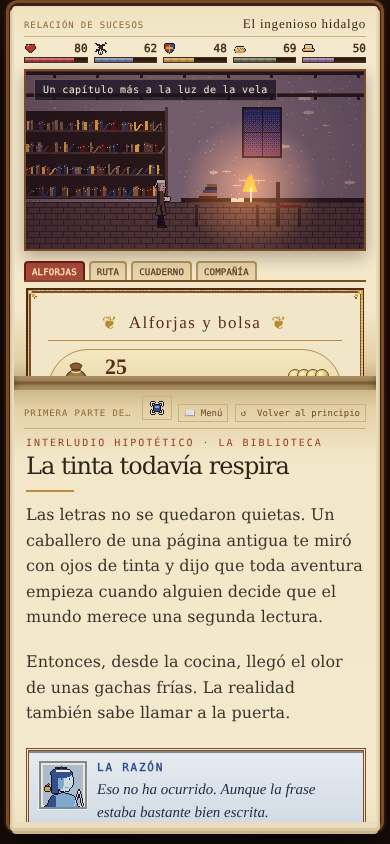 RELACIÓN DE SUCESOS
El ingenioso hidalgo
80 62 48 69 50
Un capítulo más a la luz de la vela
ALFORJAS RUTA CUADERNO COMPAÑÍA
Alforjas y bolsa
25
PRIMERA PARTE DE…
Menú
↺ Volver al principio
INTERLUDIO HIPOTÉTICO · LA BIBLIOTECA
La tinta todavía respira
Las letras no se quedaron quietas. Un
caballero de una página antigua te miró
con ojos de tinta y dijo que toda aventura
empieza cuando alguien decide que el
mundo merece una segunda lectura.
Entonces, desde la cocina, llegó el olor
de unas gachas frías. La realidad
también sabe llamar a la puerta.
LA RAZÓN
Eso no ha ocurrido. Aunque la frase
estaba bastante bien escrita.